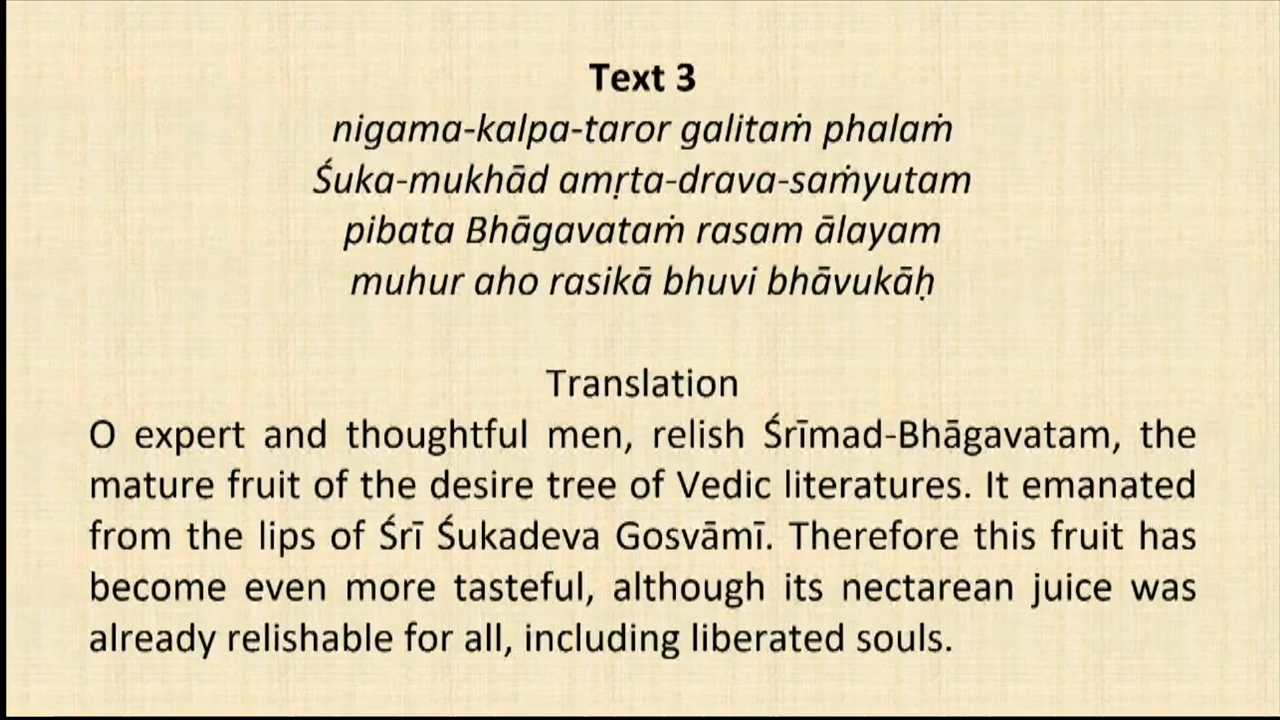 Text 3
nigama-kalpa-taror galitaṁ phalaṁ
Śuka-mukhād amṛta-drava-saṁyutam
pibata Bhāgavataṁ rasam ālayam
muhur aho rasikā bhuvi bhāvukāḥ
Translation
O expert and thoughtful men, relish Śrīmad-Bhāgavatam, the
mature fruit of the desire tree of Vedic literatures. It emanated
from the lips of Śrī Śukadeva Gosvāmī. Therefore this fruit has
become even more tasteful, although its nectarean juice was
already relishable for all, including liberated souls.